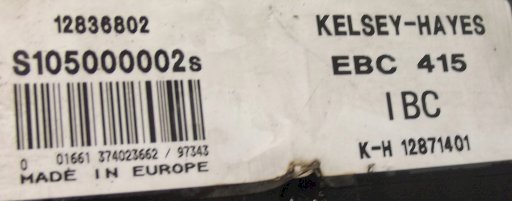 12836802
S105000002s
0 01661 374023662 / 97343
MADE IN EUROPE
KELSEY-HAYES
EBC 415
IBC
K-H 12871401